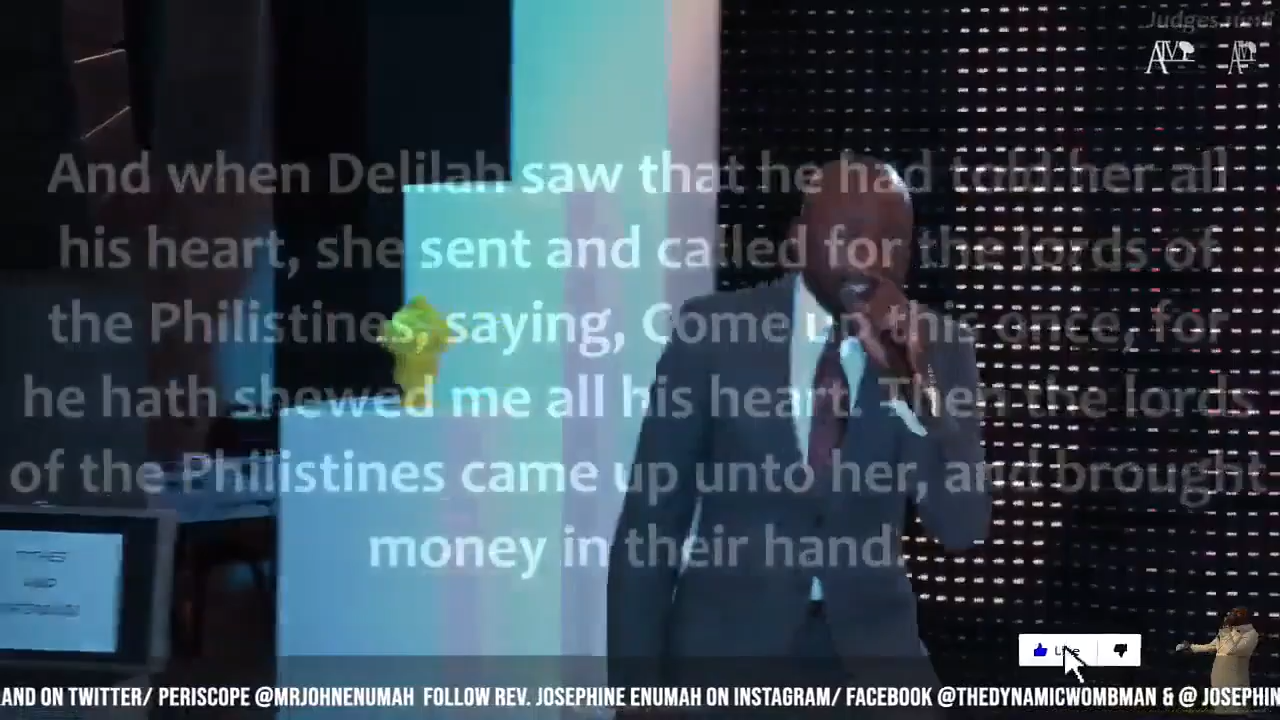 And when Delilah saw that he had told her all
his heart, she sent and called for the lords of
the Philistines, saying, Come up this once, for
he hath shewed me all his heart. Then the lords
of the Philistines came up unto her, and brought
money in their hand.
Like
AND ON TWITTER/ PERISCOPE @MRJOHNENUMAH FOLLOW REV. JOSEPHINE ENUMAH ON INSTAGRAM/ FACEBOOK @THEDYNAMICWOMBMAN & @ JOSEPHIN